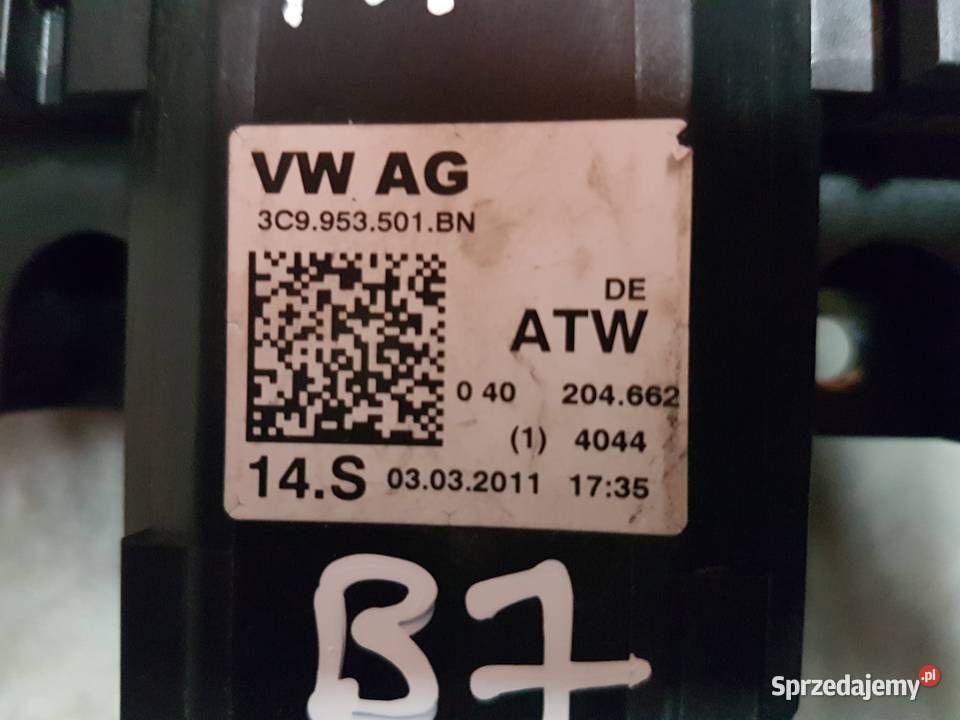 VW AG
3C9.953.501.BN
DE
ATW
0 40 204.662
(1) 4044
14.S 03.03.2011 17:35
B7
Sprzedajemy.pl